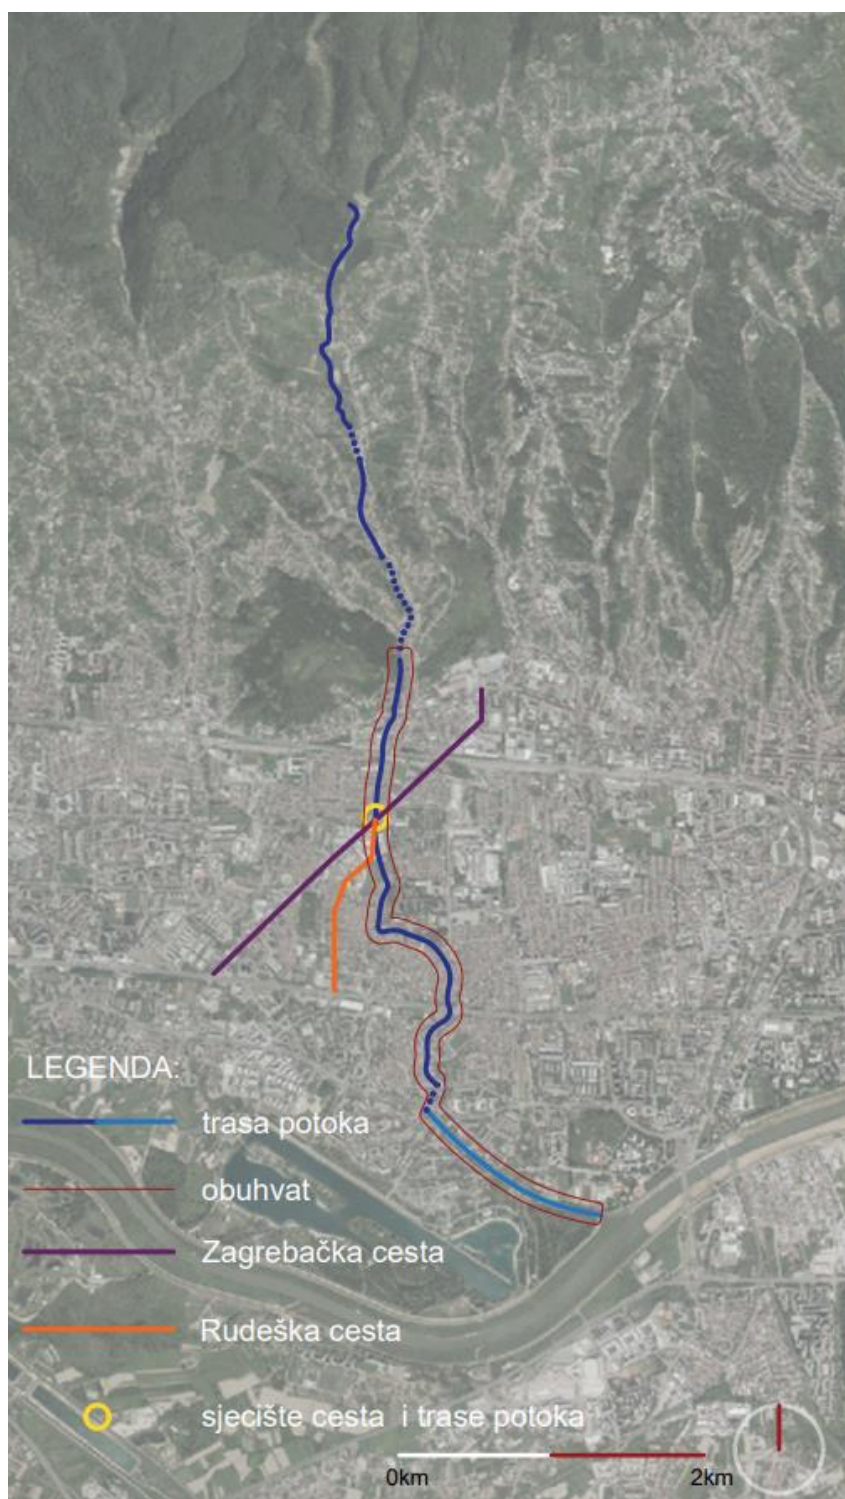 LEGENDA:
trasa potoka
obuhvat
Zagrebačka cesta
Rudeška cesta
sjecište cesta i trase potoka
0km 2km